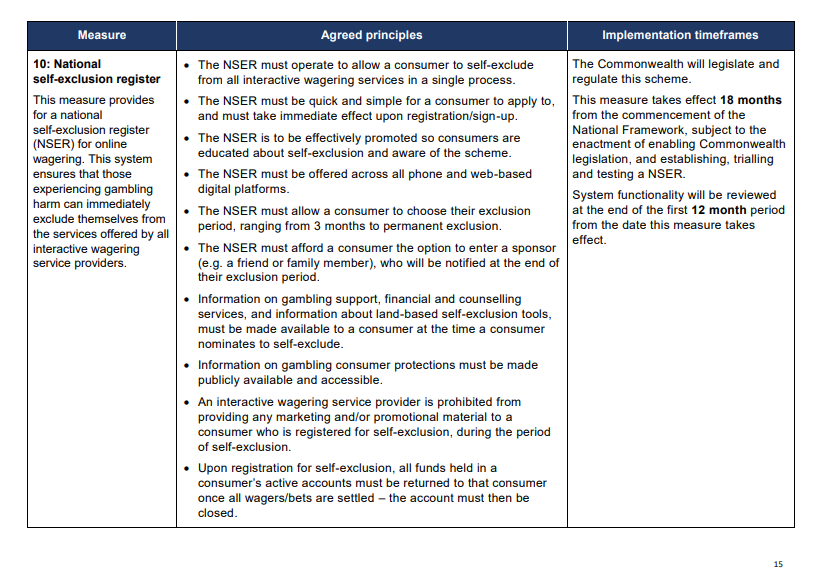 Measure
Agreed principles
Implementation timeframes
10: National
self-exclusion register
This measure provides
for a national
self-exclusion register
(NSER) for online
wagering. This system
ensures that those
experiencing gambling
harm can immediately
exclude themselves from
the services offered by all
interactive wagering
service providers.
• The NSER must operate to allow a consumer to self-exclude
from all interactive wagering services in a single process.
• The NSER must be quick and simple for a consumer to apply to,
and must take immediate effect upon registration/sign-up.
• The NSER is to be effectively promoted so consumers are
educated about self-exclusion and aware of the scheme.
• The NSER must be offered across all phone and web-based
digital platforms.
• The NSER must allow a consumer to choose their exclusion
period, ranging from 3 months to permanent exclusion.
• The NSER must afford a consumer the option to enter a sponsor
(e.g. a friend or family member), who will be notified at the end of
their exclusion period.
• Information on gambling support, financial and counselling
services, and information about land-based self-exclusion tools,
must be made available to a consumer at the time a consumer
nominates to self-exclude.
• Information on gambling consumer protections must be made
publicly available and accessible.
• An interactive wagering service provider is prohibited from
providing any marketing and/or promotional material to a
consumer who is registered for self-exclusion, during the period
of self-exclusion.
• Upon registration for self-exclusion, all funds held in a
consumer's active accounts must be returned to that consumer
once all wagers/bets are settled – the account must then be
closed.
The Commonwealth will legislate and
regulate this scheme.
This measure takes effect 18 months
from the commencement of the
National Framework, subject to the
enactment of enabling Commonwealth
legislation, and establishing, trialling
and testing a NSER.
System functionality will be reviewed
at the end of the first 12 month period
from the date this measure takes
effect.
15